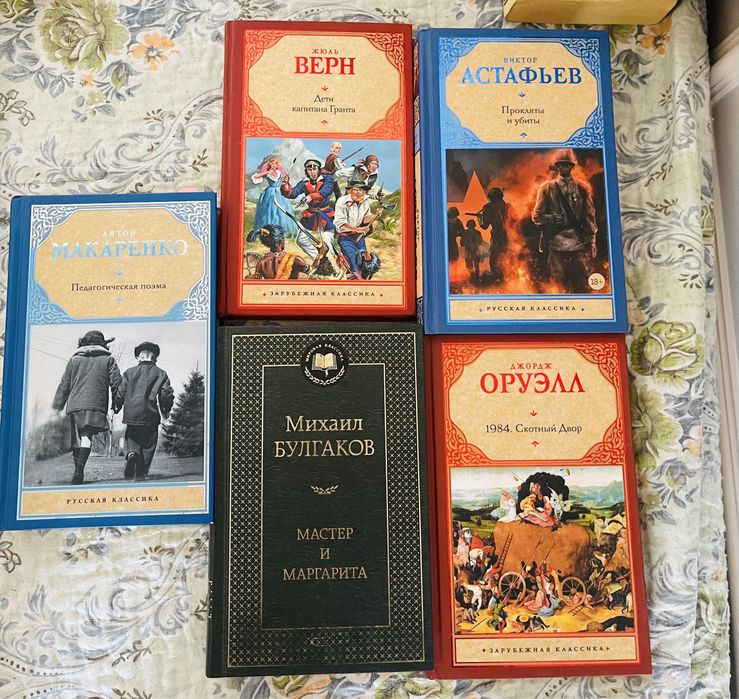 ЖЮЛЬ
ВЕРН
Дети
капитана Гранта
ЗАРУБЕЖНАЯ КЛАССИКА
ВИКТОР
АСТАФЬЕВ
Прокляты
и убиты
18+
РУССКАЯ КЛАССИКА
АНТОН
МАКАРЕНКО
Педагогическая поэма
РУССКАЯ КЛАССИКА
Михаил
БУЛГАКОВ
МАСТЕР
И
МАРГАРИТА
ДЖОРДЖ
ОРУЭЛЛ
1984. Скотный Двор
ЗАРУБЕЖНАЯ КЛАССИКА